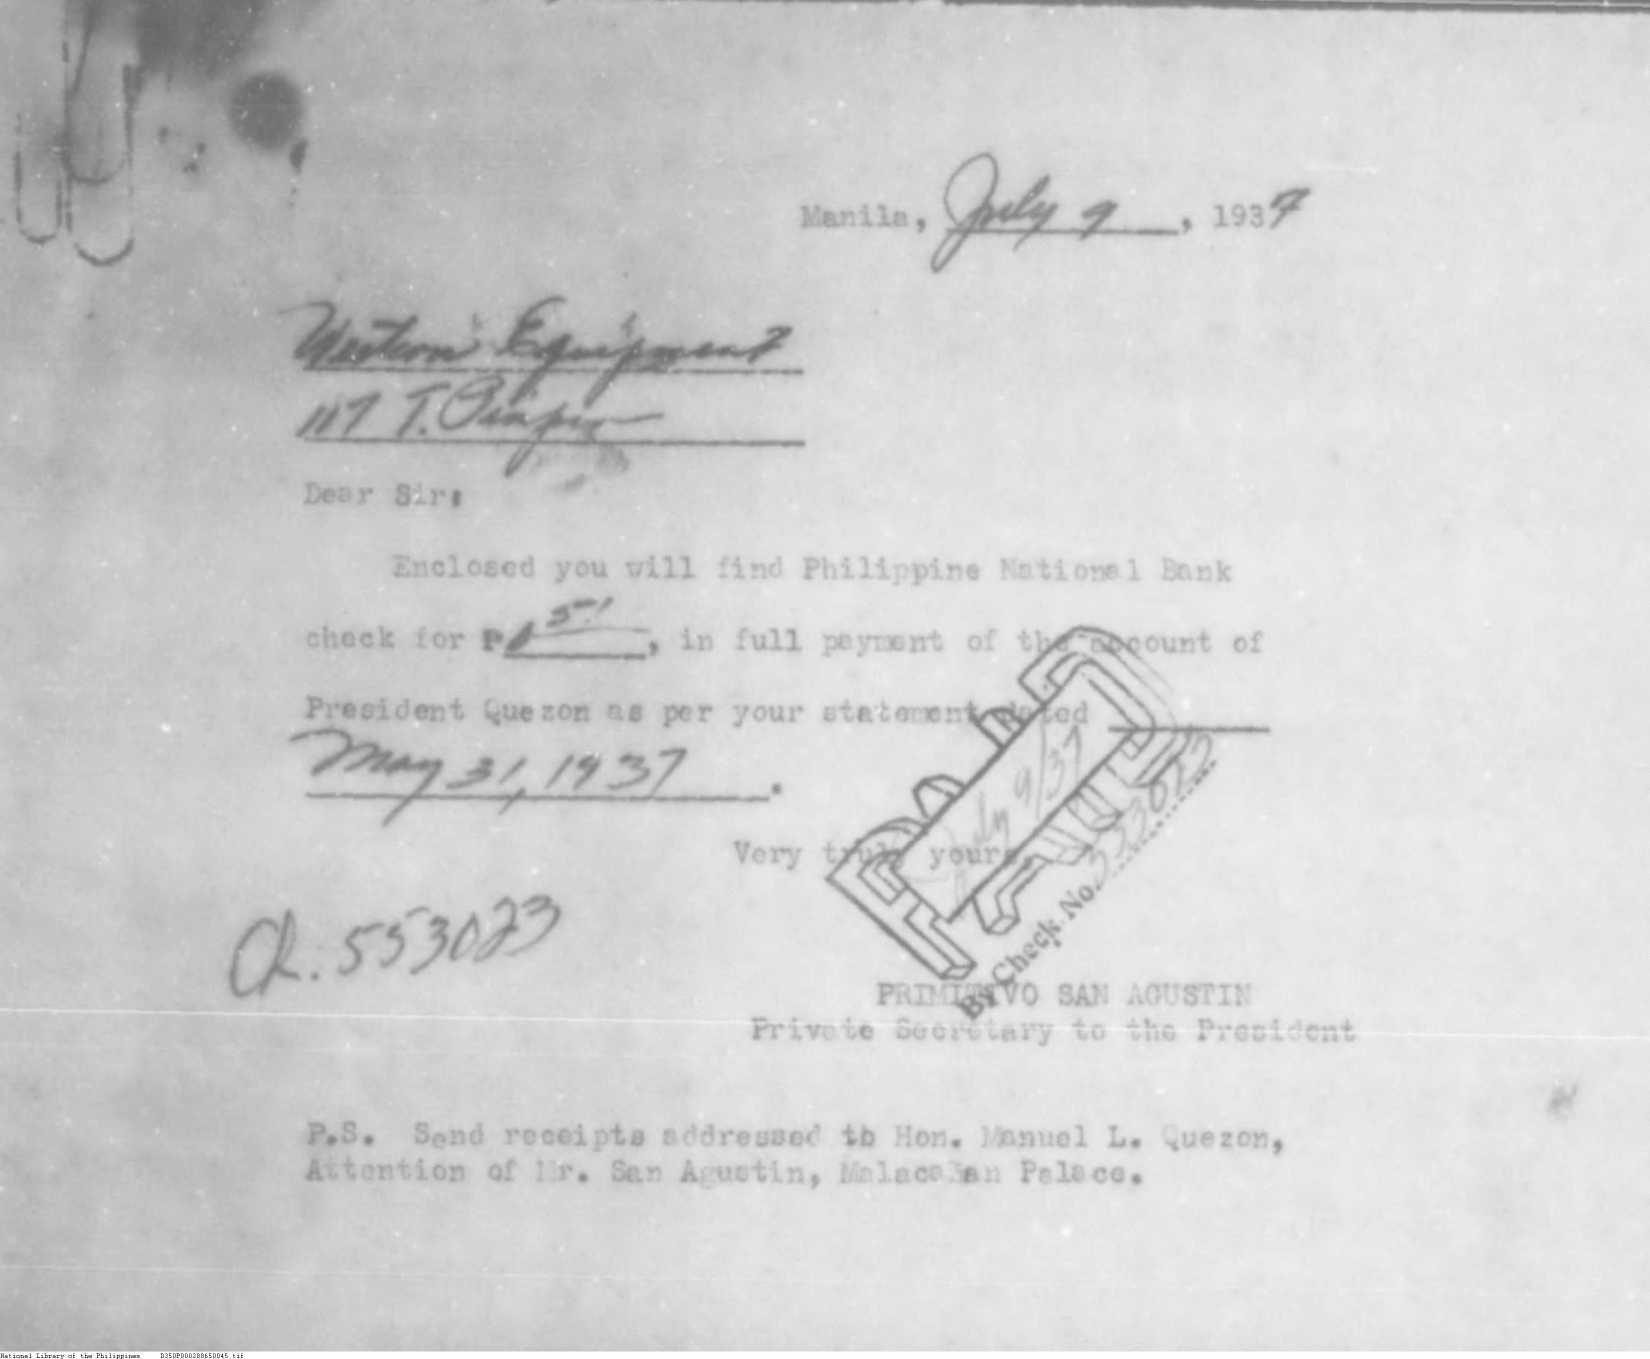 Manila, July 9, 1937
Western Equipment
117 T. Pinpin
Dear Sir:
Enclosed you will find Philippine National Bank
check for ₱ 51, in full payment of the account of
President Quezon as per your statement dated
May 31, 1937.
Very truly yours,
PAID
July 9/37
By Check No. 553023
Ch. 553023
PRIMITIVO SAN AGUSTIN
Private Secretary to the President
P.S. Send receipts addressed to Hon. Manuel L. Quezon,
Attention of Mr. San Agustin, Malacañan Palace.
National Library of the Philippines